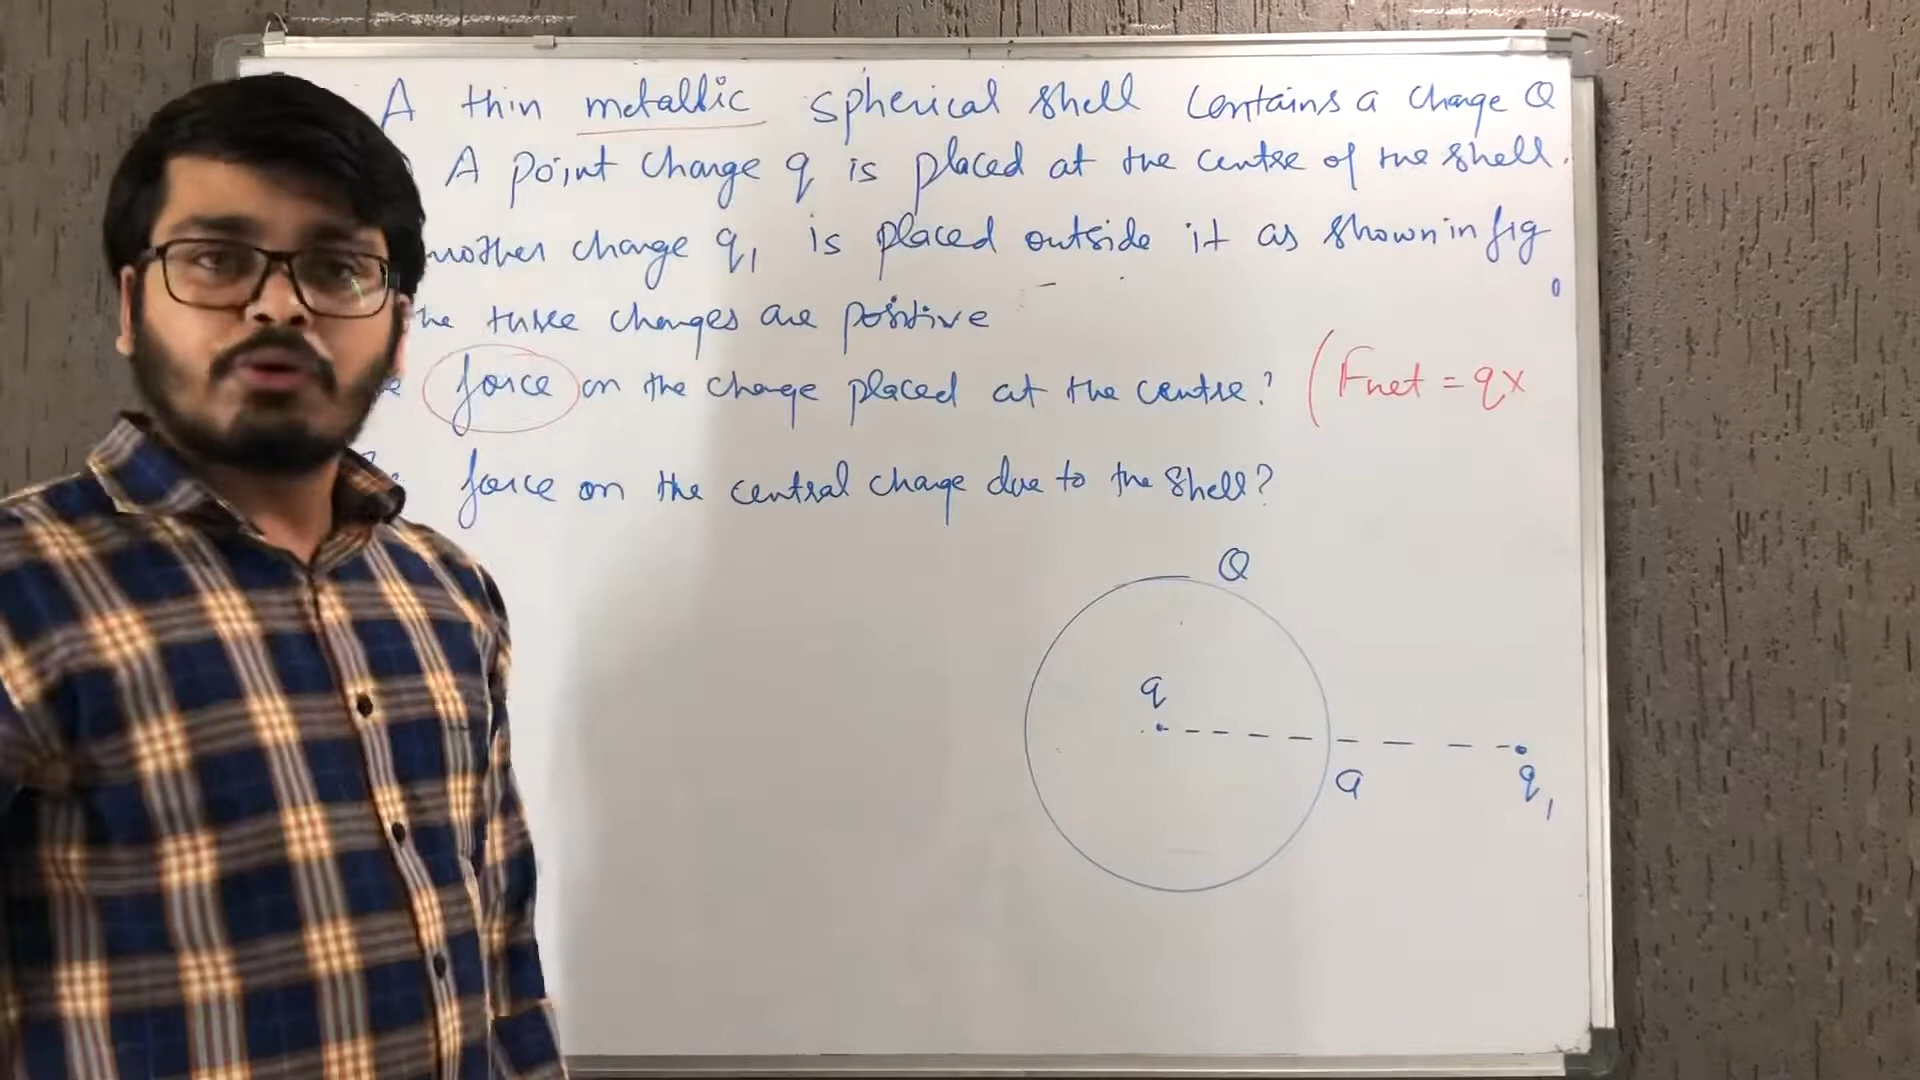 A thin metallic spherical shell contains a charge Q
A point charge q is placed at the centre of the shell.
charge q1 is placed outside it as shown in fig
three charges are positive
force on the charge placed at the centre? (Fnet = qx
force on the central charge due to the shell?
Q
q
a
q1